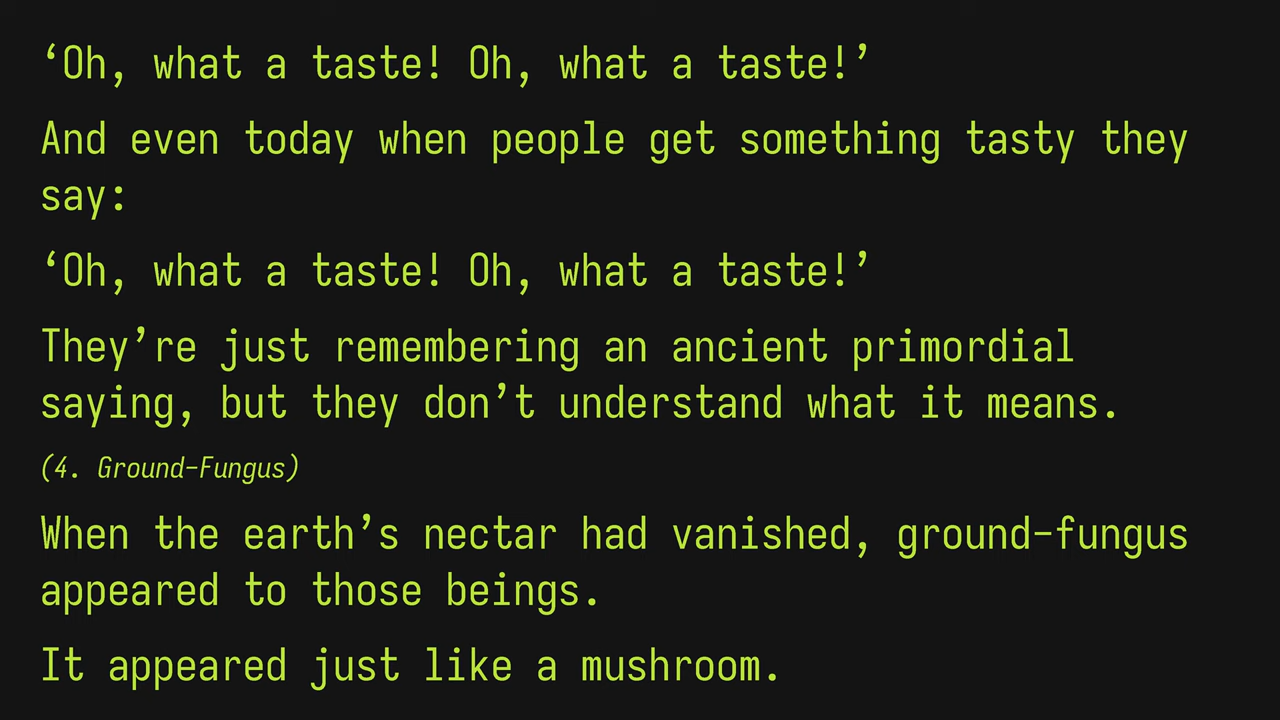 ‘Oh, what a taste! Oh, what a taste!’
And even today when people get something tasty they
say:
‘Oh, what a taste! Oh, what a taste!’
They’re just remembering an ancient primordial
saying, but they don’t understand what it means.
(4. Ground–Fungus)
When the earth’s nectar had vanished, ground–fungus
appeared to those beings.
It appeared just like a mushroom.